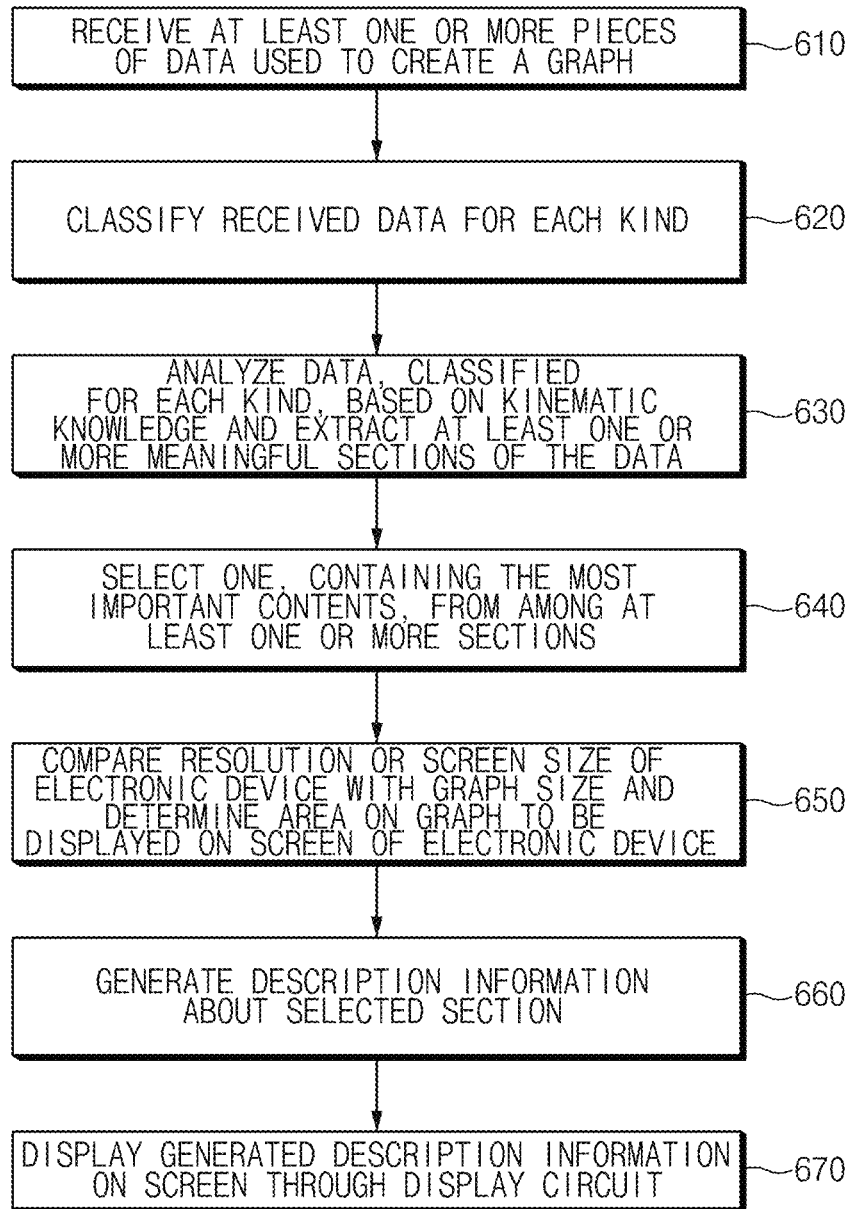 RECEIVE AT LEAST ONE OR MORE PIECES
OF DATA USED TO CREATE A GRAPH
610
CLASSIFY RECEIVED DATA FOR EACH KIND
620
ANALYZE DATA, CLASSIFIED
FOR EACH KIND, BASED ON KINEMATIC
KNOWLEDGE AND EXTRACT AT LEAST ONE OR
MORE MEANINGFUL SECTIONS OF THE DATA
630
SELECT ONE, CONTAINING THE MOST
IMPORTANT CONTENTS, FROM AMONG AT
LEAST ONE OR MORE SECTIONS
640
COMPARE RESOLUTION OR SCREEN SIZE OF
ELECTRONIC DEVICE WITH GRAPH SIZE AND
DETERMINE AREA ON GRAPH TO BE
DISPLAYED ON SCREEN OF ELECTRONIC DEVICE
650
GENERATE DESCRIPTION INFORMATION
ABOUT SELECTED SECTION
660
DISPLAY GENERATED DESCRIPTION INFORMATION
ON SCREEN THROUGH DISPLAY CIRCUIT
670